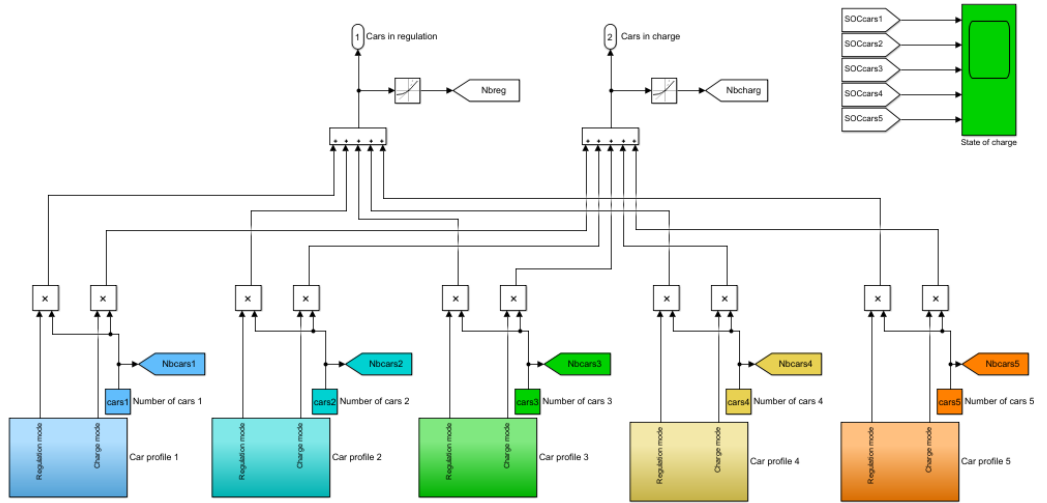 1 Cars in regulation
2 Cars in charge
SOCcars1
SOCcars2
SOCcars3
SOCcars4
SOCcars5
State of charge
Nbreg
Nbcharg
+ + + + +
+ + + + +
× × × × × × × × × ×
Nbcars1
Nbcars2
Nbcars3
Nbcars4
Nbcars5
cars1 Number of cars 1
cars2 Number of cars 2
cars3 Number of cars 3
cars4 Number of cars 4
cars5 Number of cars 5
Regulation mode
Charge mode
Car profile 1
Regulation mode
Charge mode
Car profile 2
Regulation mode
Charge mode
Car profile 3
Regulation mode
Charge mode
Car profile 4
Regulation mode
Charge mode
Car profile 5